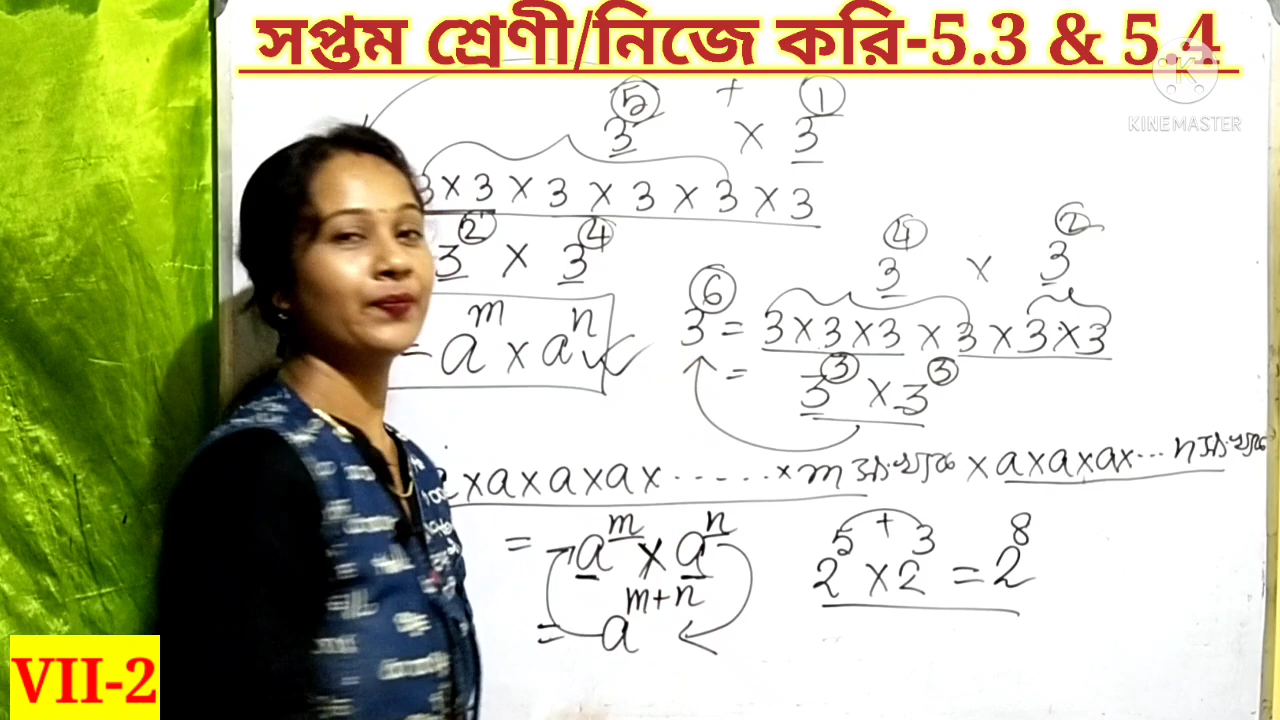 সপ্তম শ্রেণী/নিজে করি-5.3 & 5.4
KINEMASTER
3⁵ + × 3¹
3 × 3 × 3 × 3 × 3 × 3
3² × 3⁴
3⁴ × 3²
3⁶ = 3 × 3 × 3 × 3 × 3 × 3
= 3³ × 3³
= aᵐ × aⁿ
× a × a × a × ...... × m সংখ্যক × a × a × a × ... n সংখ্যক
= aᵐ × aⁿ
2⁵ × 2³ = 2⁸
+
= aᵐ⁺ⁿ
VII-2